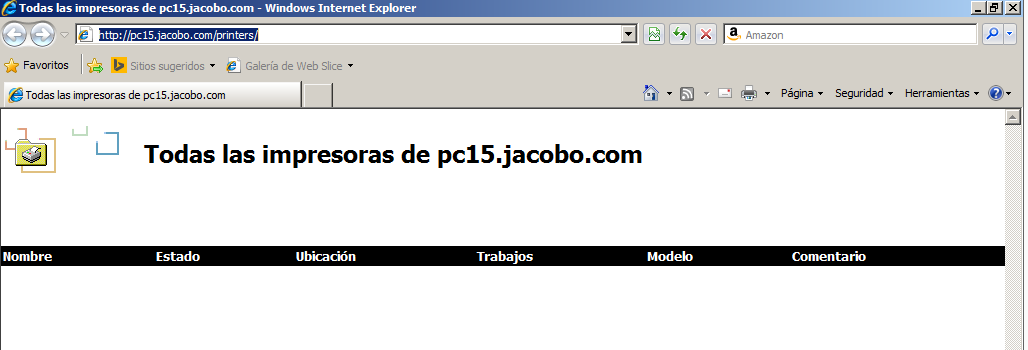 Todas las impresoras de pc15.jacobo.com - Windows Internet Explorer
http://pc15.jacobo.com/printers/ Amazon
Favoritos Sitios sugeridos Galería de Web Slice
Todas las impresoras de pc15.jacobo.com Página Seguridad Herramientas
Todas las impresoras de pc15.jacobo.com
Nombre Estado Ubicación Trabajos Modelo Comentario